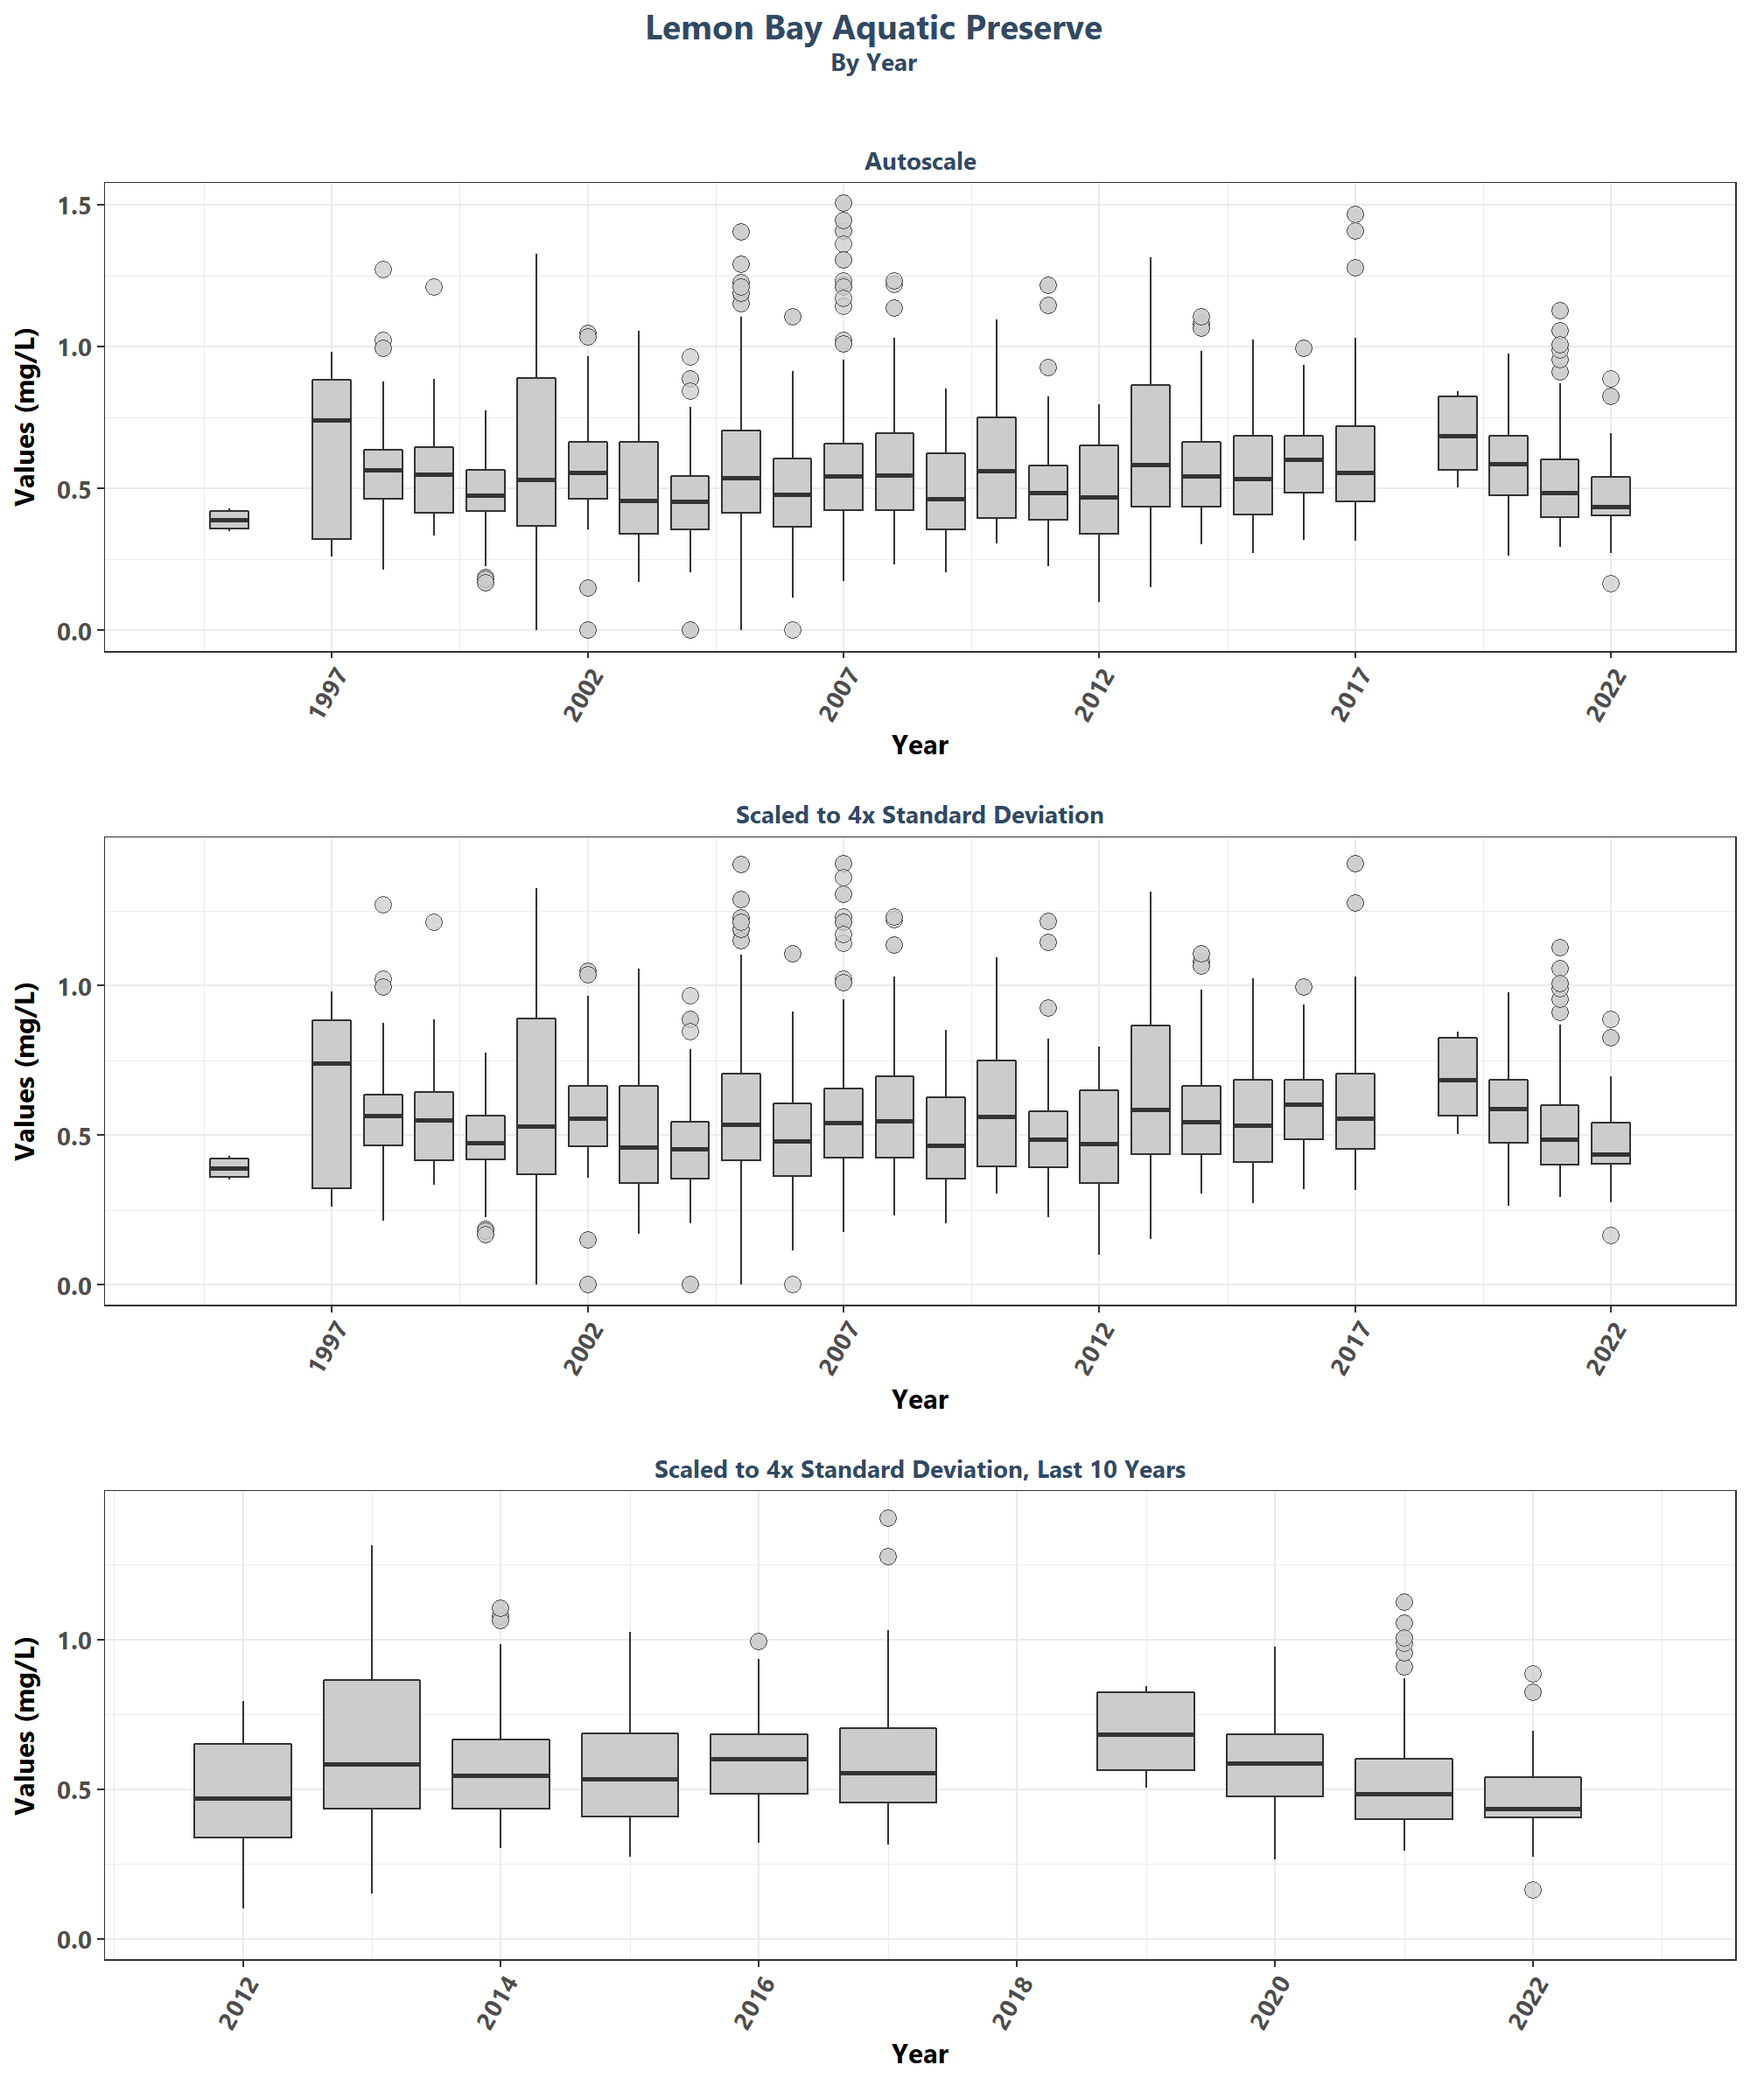 Lemon Bay Aquatic Preserve
By Year
Autoscale
Values (mg/L)
1.5
1.0
0.5
0.0
1997
2002
2007
2012
2017
2022
Year
Scaled to 4x Standard Deviation
Values (mg/L)
1.0
0.5
0.0
1997
2002
2007
2012
2017
2022
Year
Scaled to 4x Standard Deviation, Last 10 Years
Values (mg/L)
1.0
0.5
0.0
2012
2014
2016
2018
2020
2022
Year